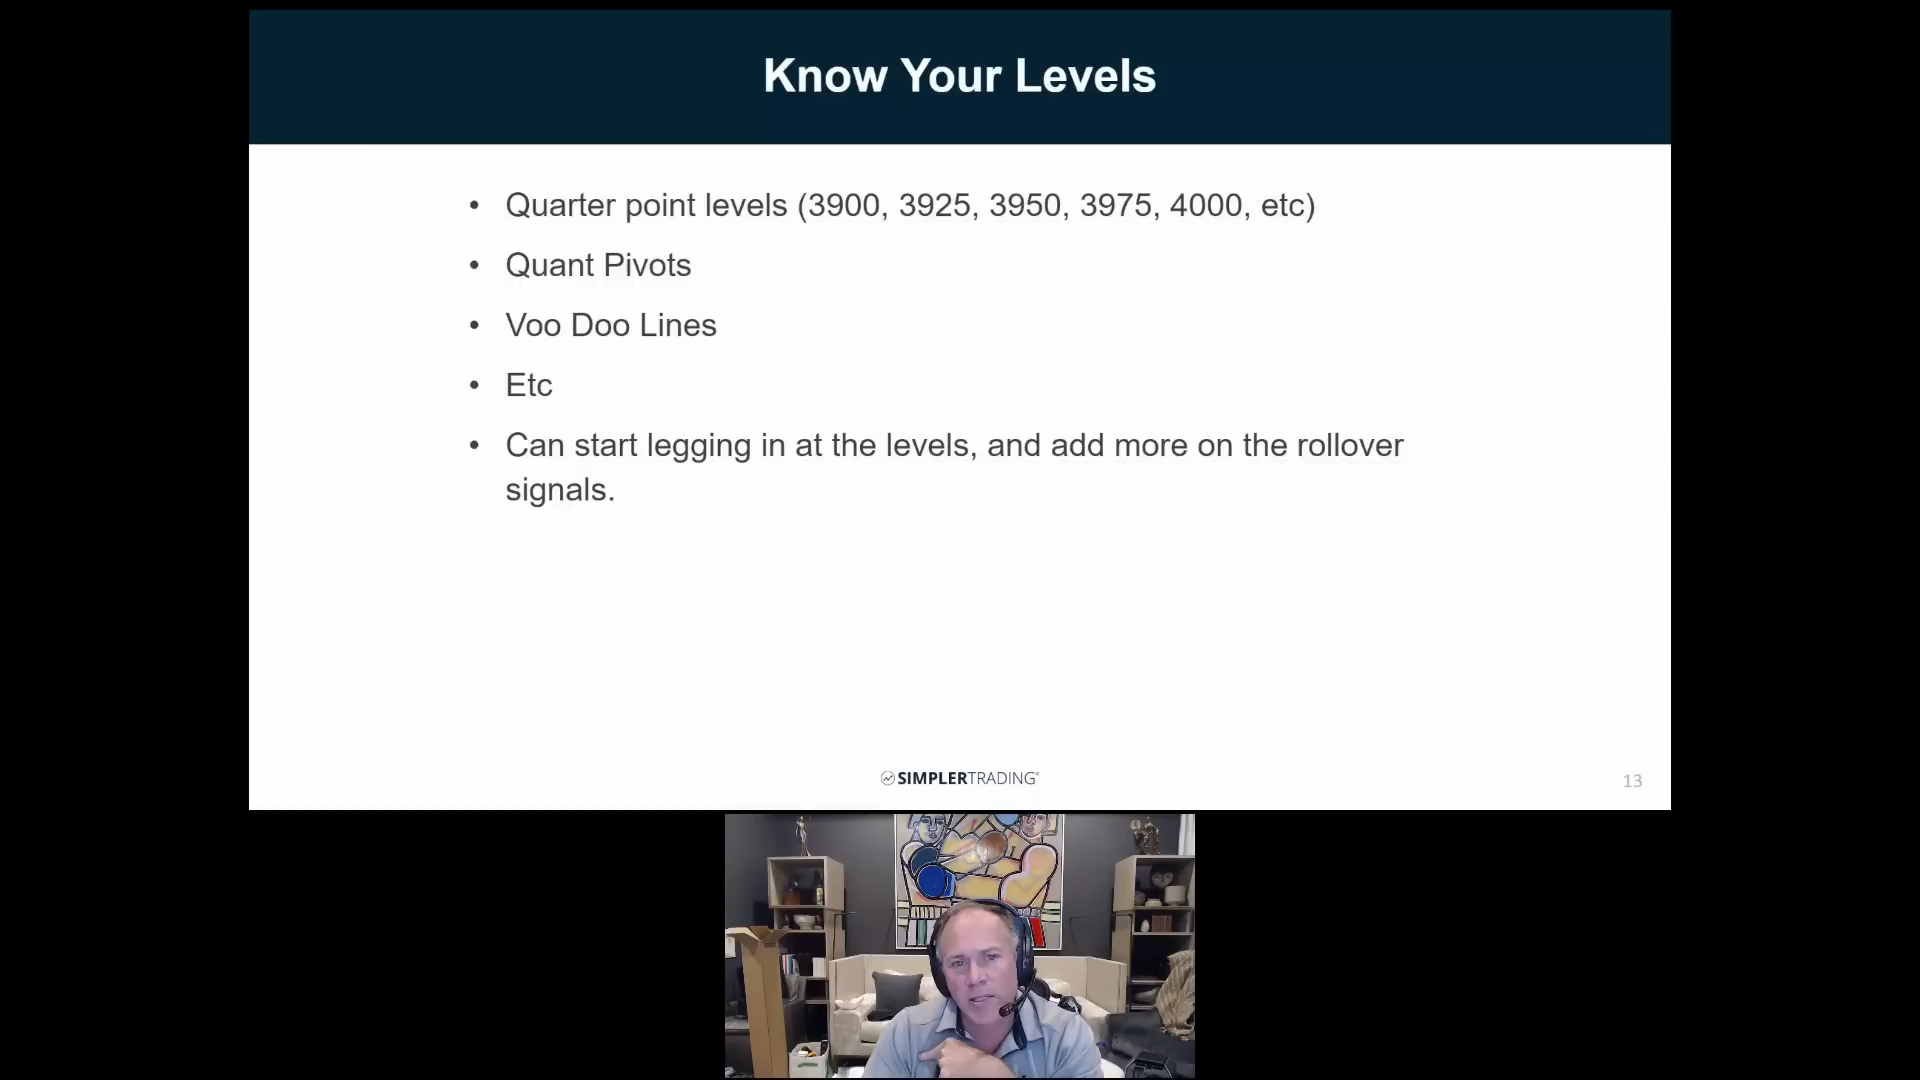 Know Your Levels
• Quarter point levels (3900, 3925, 3950, 3975, 4000, etc)
• Quant Pivots
• Voo Doo Lines
• Etc
• Can start legging in at the levels, and add more on the rollover
signals.
SIMPLERTRADING®
13